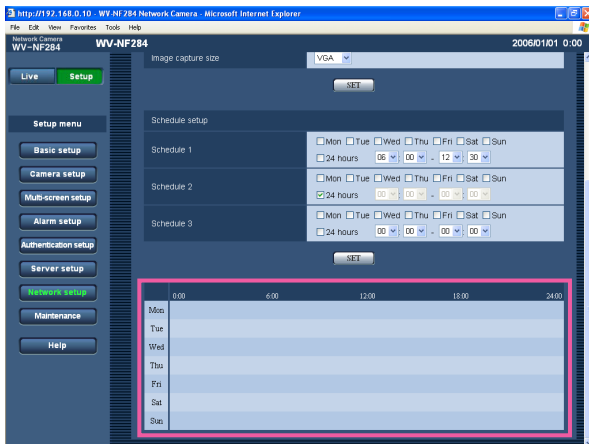 http://192.168.0.10 - WV-NF284 Network Camera - Microsoft Internet Explorer
File Edit View Favorites Tools Help
Network Camera
WV-NF284
WV-NF284
2006/01/01 0:00
Live
Setup
Setup menu
Basic setup
Camera setup
Multi-screen setup
Alarm setup
Authentication setup
Server setup
Network setup
Maintenance
Help
Image capture size VGA
SET
Schedule setup
Schedule 1
Mon Tue Wed Thu Fri Sat Sun
24 hours 06 : 00 - 12 : 30
Schedule 2
Mon Tue Wed Thu Fri Sat Sun
24 hours 00 : 00 - 00 : 00
Schedule 3
Mon Tue Wed Thu Fri Sat Sun
24 hours 00 : 00 - 00 : 00
SET
0:00 6:00 12:00 18:00 24:00
Mon
Tue
Wed
Thu
Fri
Sat
Sun